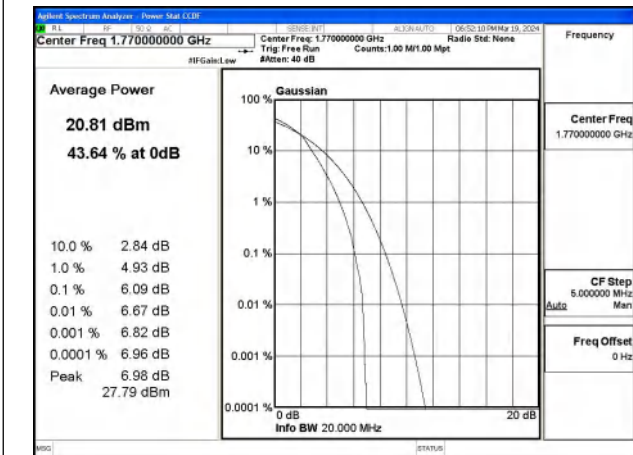 Agilent Spectrum Analyzer - Power Stat CCDF
RL RF 50 Ω AC SENSE:INT ALIGN AUTO 06:52:10 PM Mar 19, 2024
Center Freq 1.770000000 GHz Center Freq: 1.770000000 GHz Radio Std: None Frequency
Trig: Free Run Counts:1.00 M/1.00 Mpt
#IFGain:Low #Atten: 40 dB
Average Power
20.81 dBm
43.64 % at 0dB
10.0 % 2.84 dB
1.0 % 4.93 dB
0.1 % 6.09 dB
0.01 % 6.67 dB
0.001 % 6.82 dB
0.0001 % 6.96 dB
Peak 6.98 dB
27.79 dBm
Gaussian
100 %
10 %
1 %
0.1 %
0.01 %
0.001 %
0.0001 %
0 dB 20 dB
Info BW 20.000 MHz
Center Freq
1.770000000 GHz
CF Step
5.000000 MHz
Auto Man
Freq Offset
0 Hz
MSG STATUS